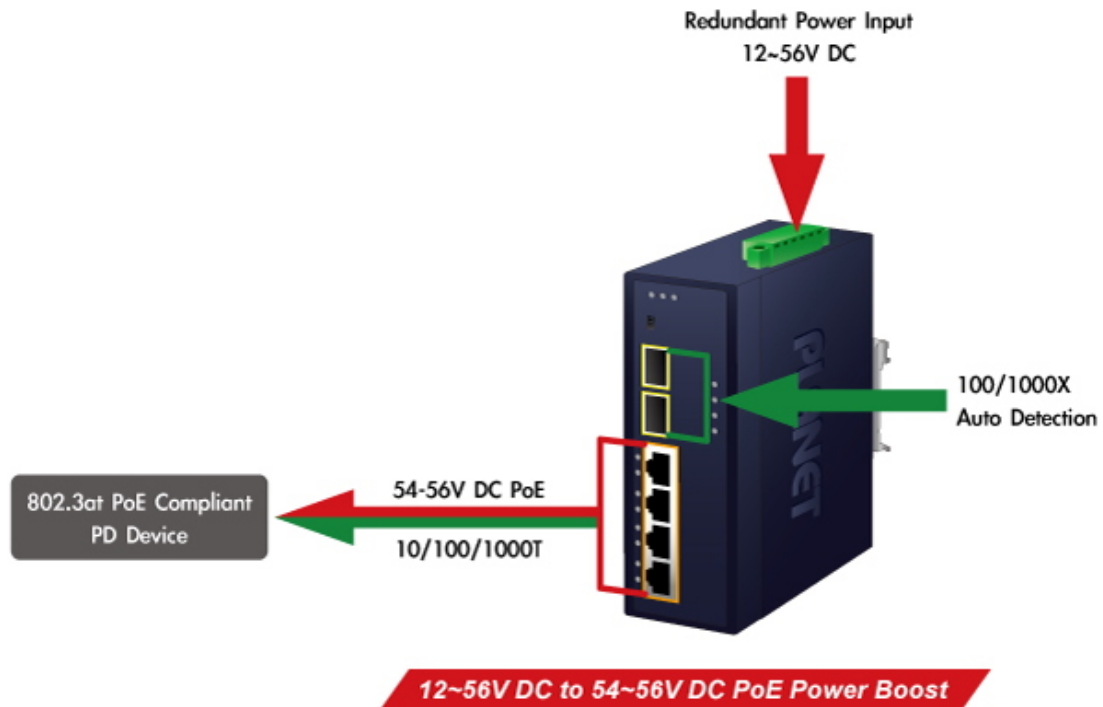 Redundant Power Input
12~56V DC
PLANET
100/1000X
Auto Detection
54-56V DC PoE
10/100/1000T
802.3at PoE Compliant
PD Device
12~56V DC to 54~56V DC PoE Power Boost